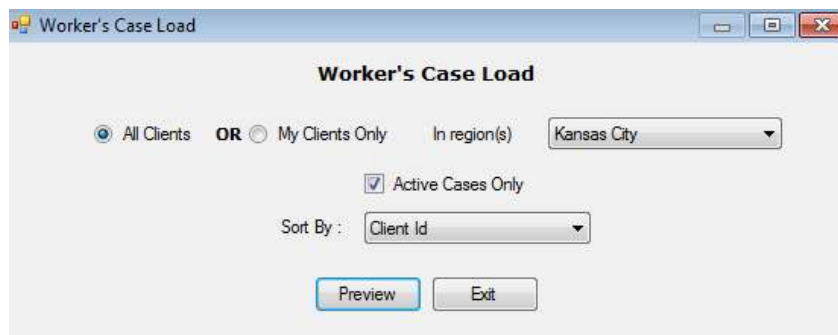 Worker's Case Load
Worker's Case Load
All Clients OR My Clients Only In region(s) Kansas City
Active Cases Only
Sort By : Client Id
Preview Exit